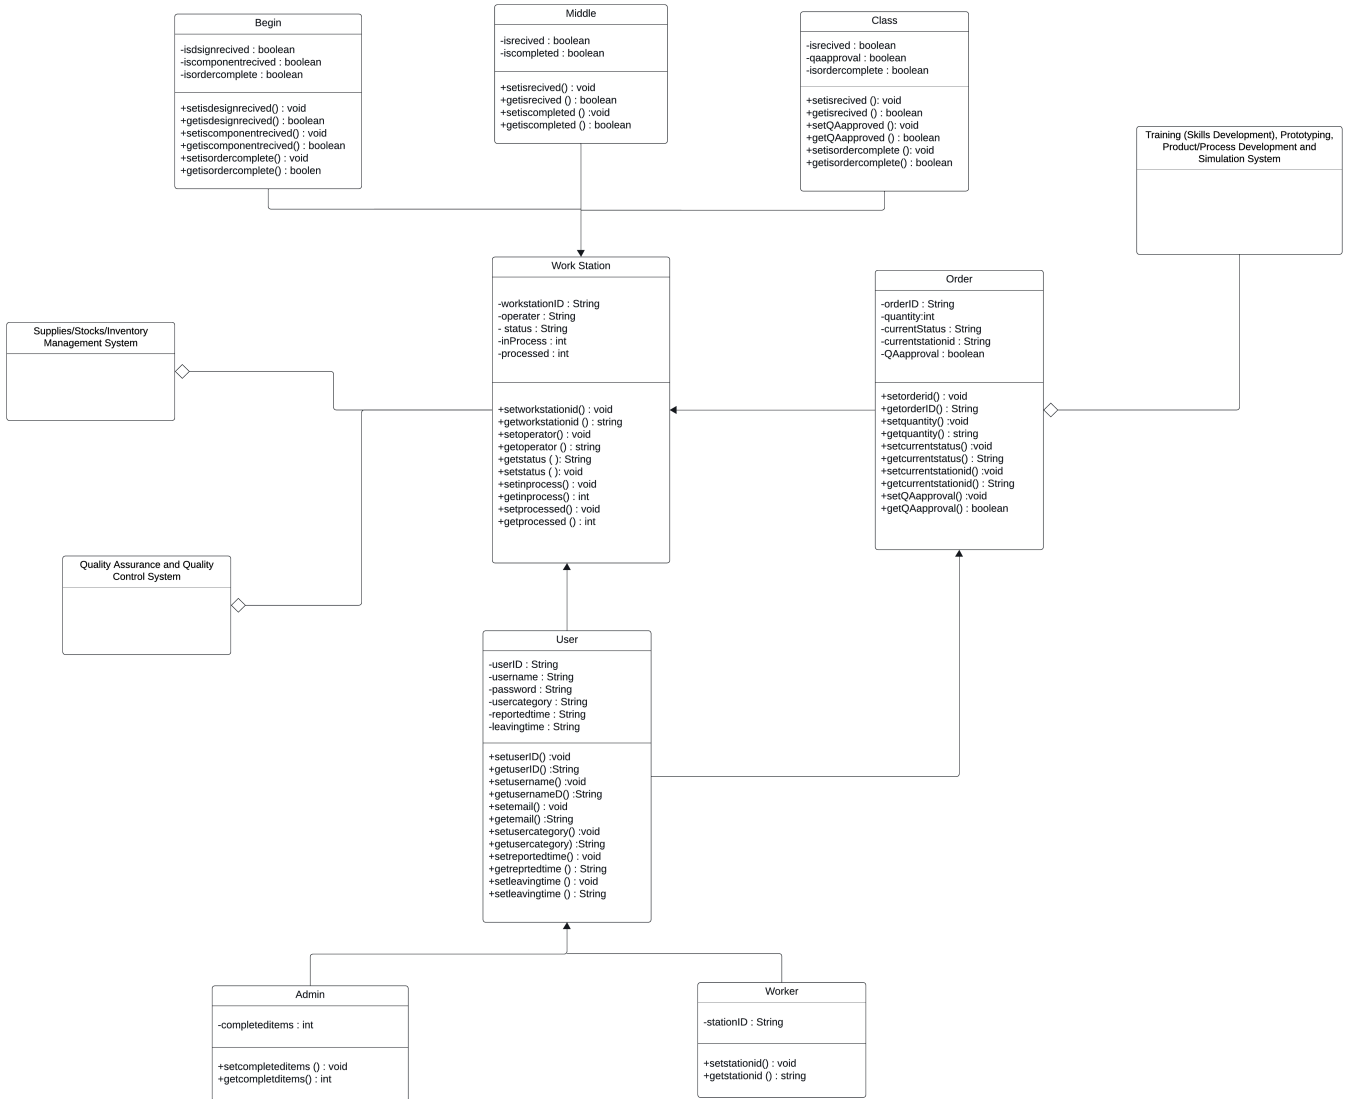 Begin
-isdsignrecived : boolean
-iscomponentrecived : boolean
-isordercomplete : boolean
+setisdesignrecived() : void
+getisdesignrecived() : boolean
+setiscomponentrecived() : void
+getiscomponentrecived() : boolean
+setisordercomplete() : void
+getisordercomplete() : boolen
Middle
-isrecived : boolean
-iscompleted : boolean
+setisrecived() : void
+getisrecived () : boolean
+setiscompleted () :void
+getiscompleted () : boolean
Class
-isrecived : boolean
-qaapproval : boolean
-isordercomplete : boolean
+setisrecived (): void
+getisrecived () : boolean
+setQAapproved (): void
+getQAapproved () : boolean
+setisordercomplete (): void
+getisordercomplete() : boolean
Training (Skills Development), Prototyping,
Product/Process Development and
Simulation System
Work Station
-workstationID : String
-operater : String
- status : String
-inProcess : int
-processed : int
+setworkstationid() : void
+getworkstationid () : string
+setoperator() : void
+getoperator () : string
+getstatus ( ): String
+setstatus ( ): void
+setinprocess() : void
+getinprocess() : int
+setprocessed() : void
+getprocessed () : int
Order
-orderID : String
-quantity:int
-currentStatus : String
-currentstationid : String
-QAapproval : boolean
+setorderid() : void
+getorderID() : String
+setquantity() :void
+getquantity() : string
+setcurrentstatus() :void
+getcurrentstatus() : String
+setcurrentstationid() :void
+getcurrentstationid() : String
+setQAapproval() :void
+getQAapproval() : boolean
Supplies/Stocks/Inventory
Management System
Quality Assurance and Quality
Control System
User
-userID : String
-username : String
-password : String
-usercategory : String
-reportedtime : String
-leavingtime : String
+setuserID() :void
+getuserID() :String
+setusername() :void
+getusernameD() :String
+setemail() : void
+getemail() :String
+setusercategory() :void
+getusercategory) :String
+setreportedtime() : void
+getreprtedtime () : String
+setleavingtime () : void
+setleavingtime () : String
Admin
-completeditems : int
+setcompleteditems () : void
+getcompletditems() : int
Worker
-stationID : String
+setstationid() : void
+getstationid () : string